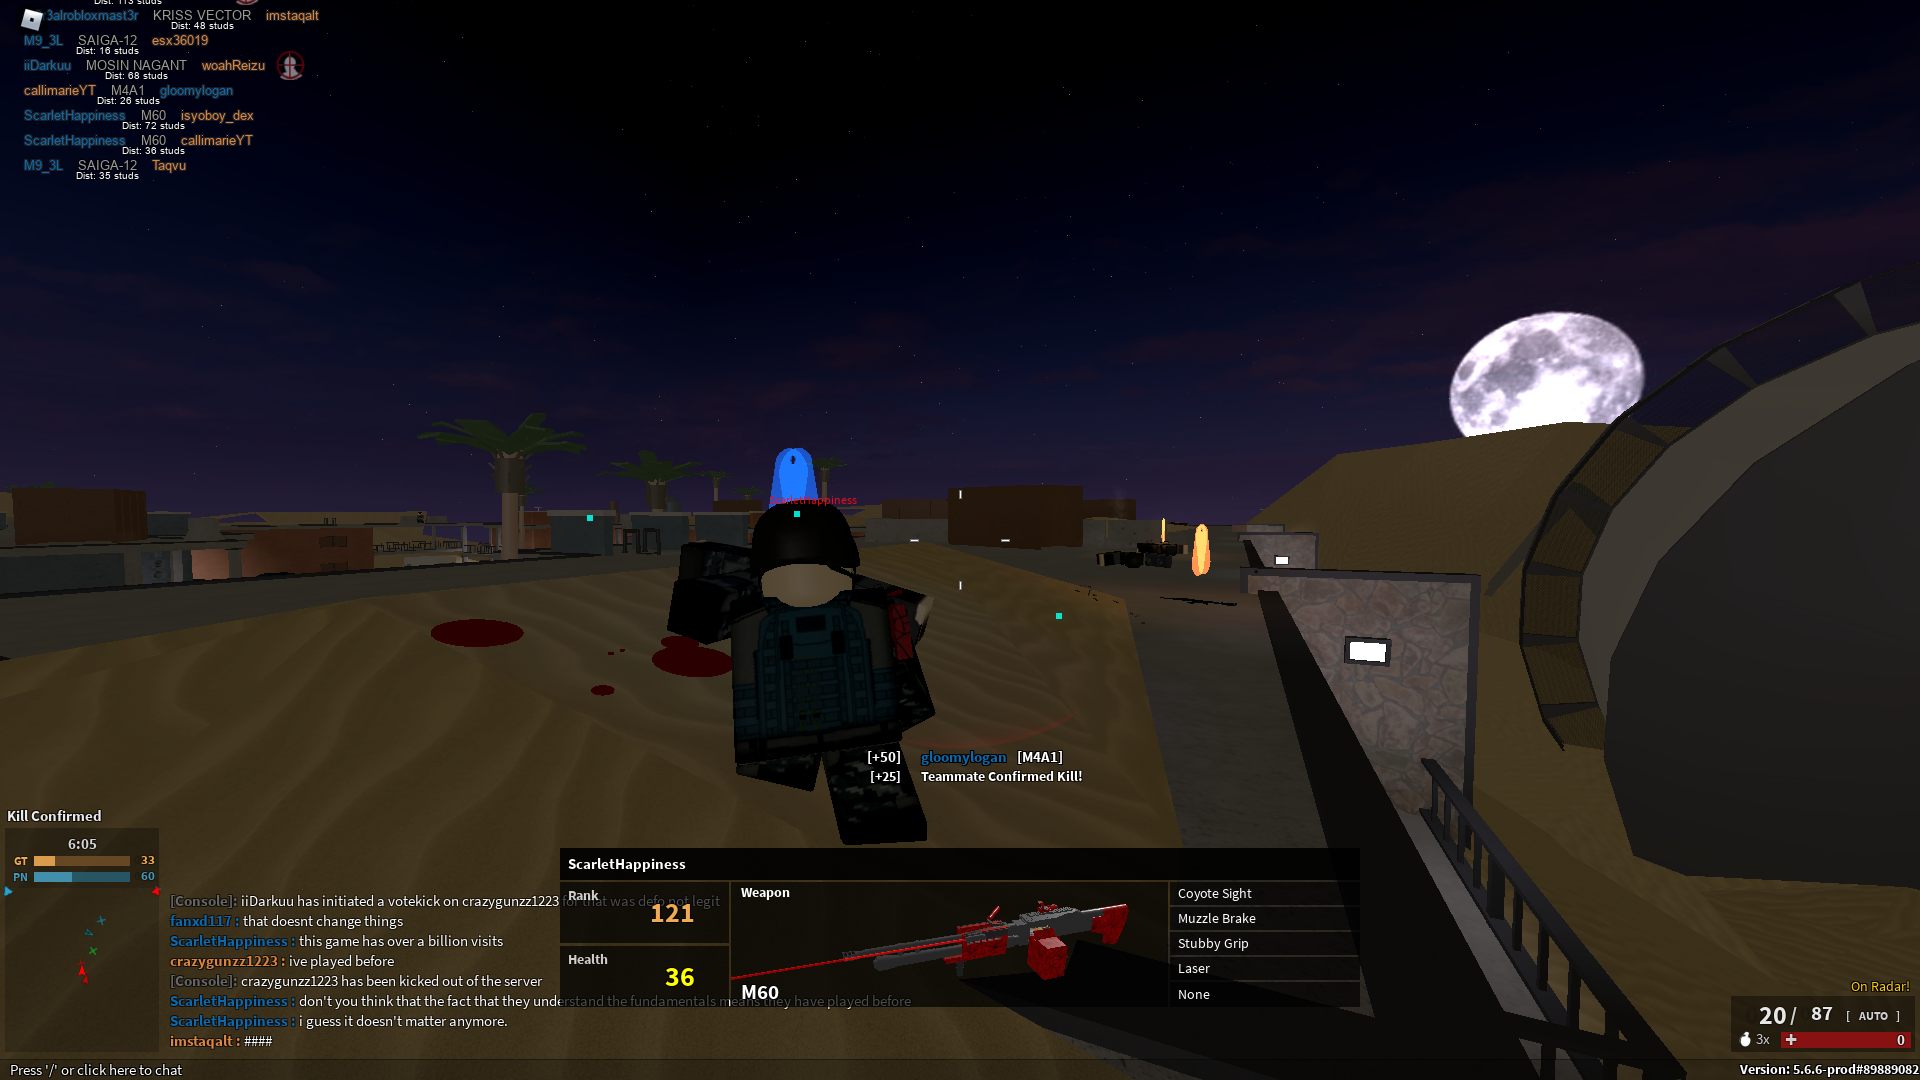 Dist: 113 studs
3alrobloxmast3r KRISS VECTOR imstaqalt
Dist: 48 studs
M9_3L SAIGA-12 esx36019
Dist: 16 studs
iiDarkuu MOSIN NAGANT woahReizu
Dist: 68 studs
callimarieYT M4A1 gloomylogan
Dist: 26 studs
ScarletHappiness M60 isyoboy_dex
Dist: 72 studs
ScarletHappiness M60 callimarieYT
Dist: 36 studs
M9_3L SAIGA-12 Taqvu
Dist: 35 studs
ScarletHappiness
[+50] gloomylogan [M4A1]
[+25] Teammate Confirmed Kill!
Kill Confirmed
6:05
GT 33
PN 60
[Console]: iiDarkuu has initiated a votekick on crazygunzz1223 for that was defo not legit
fanxd117 : that doesnt change things
ScarletHappiness : this game has over a billion visits
crazygunzz1223 : ive played before
[Console]: crazygunzz1223 has been kicked out of the server
ScarletHappiness : don't you think that the fact that they understand the fundamentals means they have played before
ScarletHappiness : i guess it doesn't matter anymore.
imstaqalt : ####
Press '/' or click here to chat
ScarletHappiness
Rank
121
Health
36
Weapon
M60
Coyote Sight
Muzzle Brake
Stubby Grip
Laser
None
On Radar!
20/ 87 [ AUTO ]
3x
0
Version: 5.6.6-prod#89889082